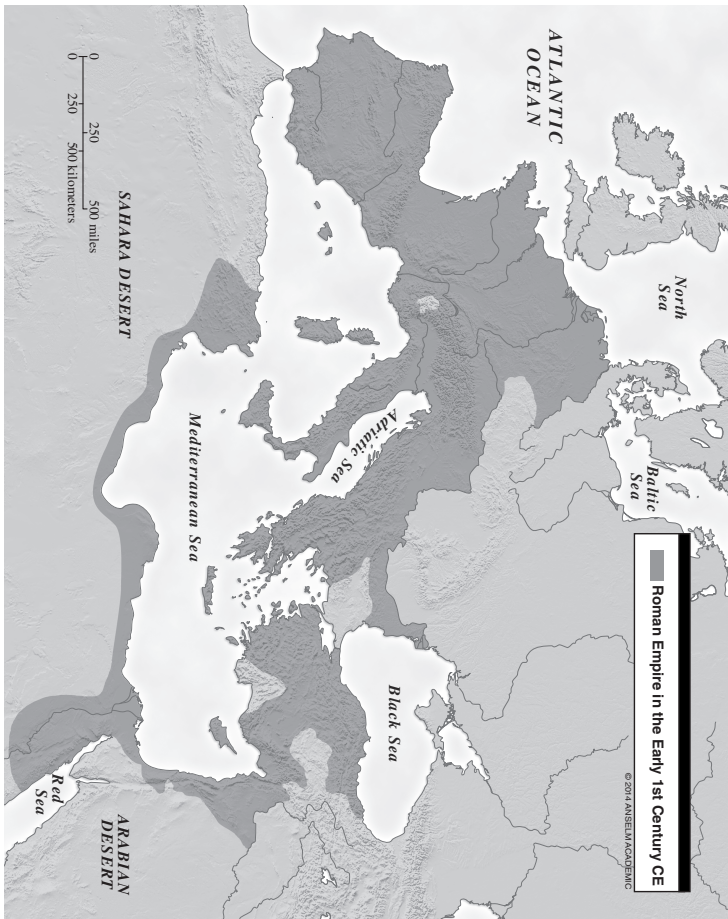 Roman Empire in the Early 1st Century CE
© 2014 ANSELM ACADEMIC
ATLANTIC
OCEAN
North
Sea
Baltic
Sea
Adriatic Sea
Black Sea
Mediterranean Sea
SAHARA DESERT
ARABIAN
DESERT
Red
Sea
0 250 500 miles
0 250 500 kilometers